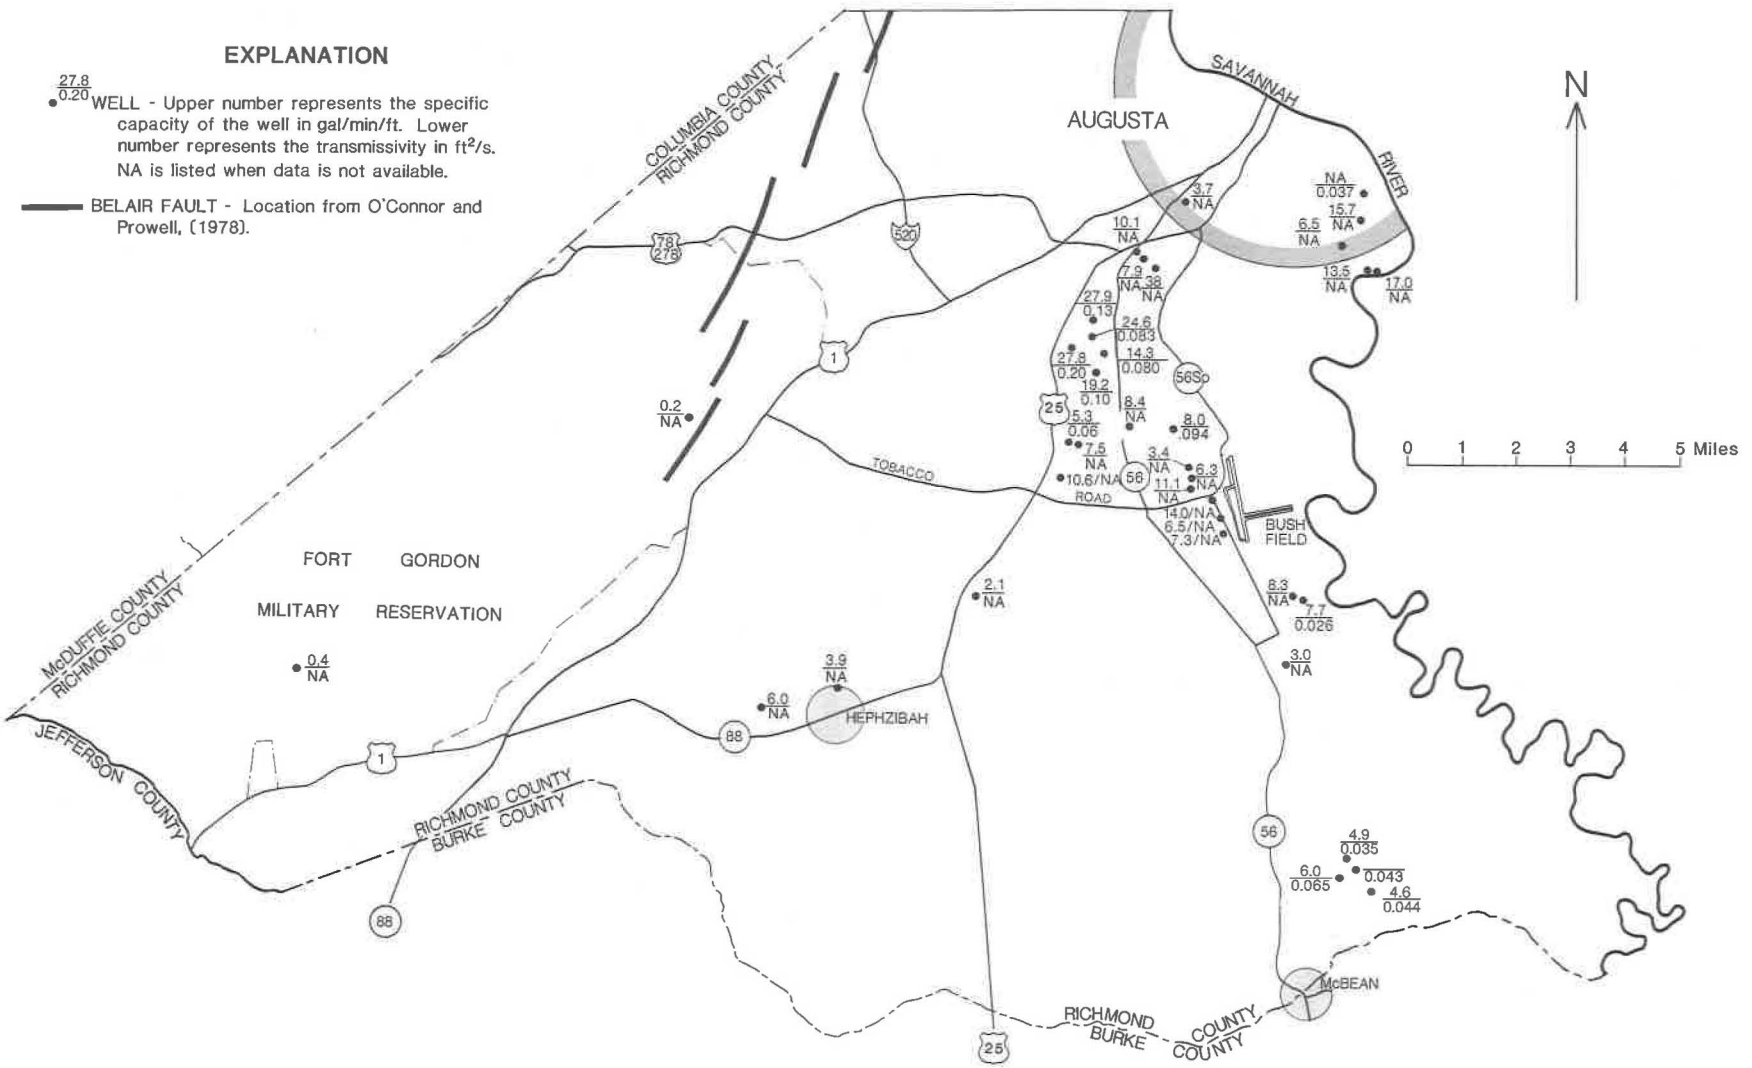 EXPLANATION
27.8
0.20
WELL - Upper number represents the specific
capacity of the well in gal/min/ft. Lower
number represents the transmissivity in ft²/s.
NA is listed when data is not available.
BELAIR FAULT - Location from O'Connor and
Prowell, (1978).
COLUMBIA COUNTY
RICHMOND COUNTY
AUGUSTA
SAVANNAH
RIVER
N
3.7
NA
NA
0.037
15.7
NA
6.5
NA
13.5
NA
17.0
NA
10.1
NA
7.9
NA
38
NA
78
278
520
27.9
0.13
24.6
0.083
27.8
0.20
14.3
0.080
19.2
0.10
1
56Sp
25
0.2
NA
8.4
NA
5.3
0.06
8.0
.094
7.5
NA
3.4
NA
6.3
NA
10.6/NA
56
11.1
NA
TOBACCO
ROAD
14.0/NA
6.5/NA
7.3/NA
BUSH
FIELD
0 1 2 3 4 5 Miles
FORT GORDON
MILITARY RESERVATION
McDUFFIE COUNTY
RICHMOND COUNTY
2.1
NA
8.3
NA
7.7
0.026
0.4
NA
3.9
NA
3.0
NA
6.0
NA
HEPHZIBAH
88
JEFFERSON COUNTY
1
RICHMOND COUNTY
BURKE COUNTY
56
4.9
0.035
6.0
0.065
0.043
4.6
0.044
88
McBEAN
RICHMOND COUNTY
BURKE COUNTY
25